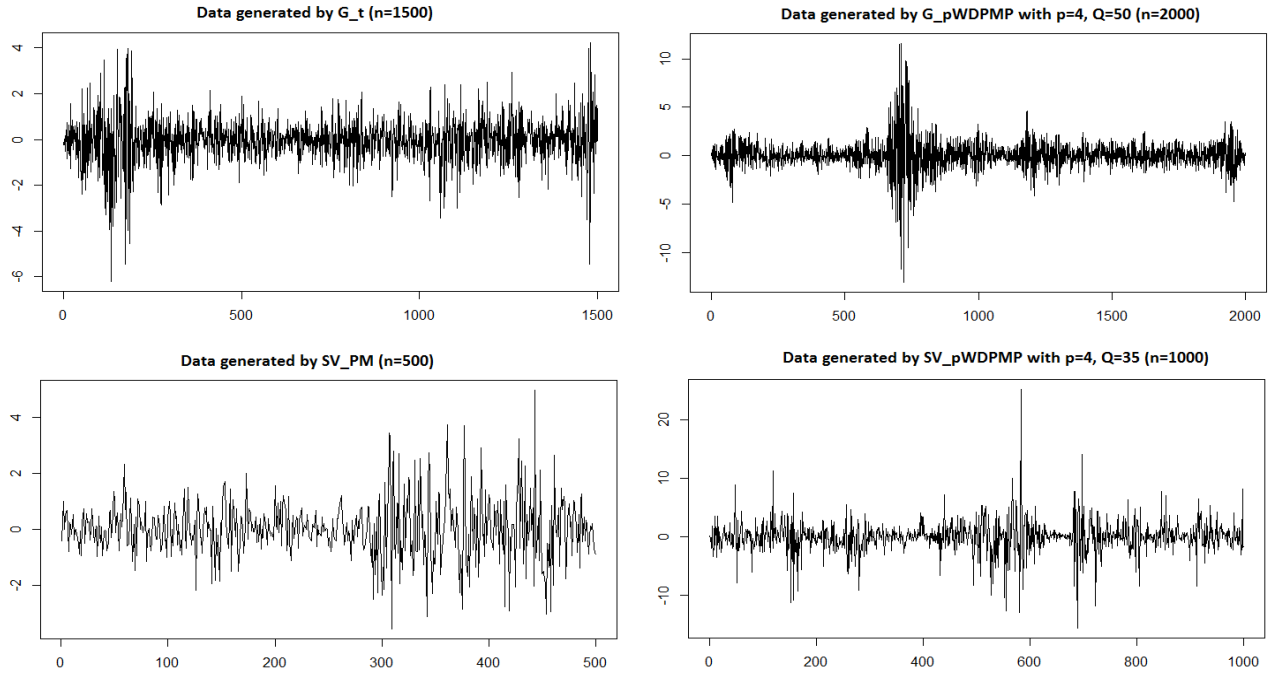 Data generated by G_t (n=1500)
4
2
0
-2
-4
-6
0 500 1000 1500
Data generated by G_pWDPMP with p=4, Q=50 (n=2000)
10
5
0
-5
-10
0 500 1000 1500 2000
Data generated by SV_PM (n=500)
4
2
0
-2
0 100 200 300 400 500
Data generated by SV_pWDPMP with p=4, Q=35 (n=1000)
20
10
0
-10
0 200 400 600 800 1000